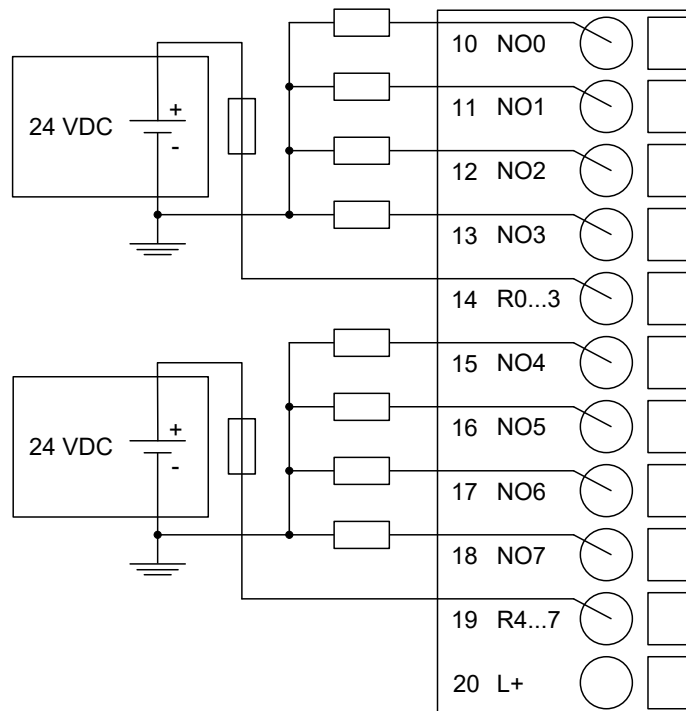 10 NO0
11 NO1
+
24 VDC
-
12 NO2
13 NO3
14 R0...3
15 NO4
+
16 NO5
24 VDC
-
17 NO6
18 NO7
19 R4...7
20 L+